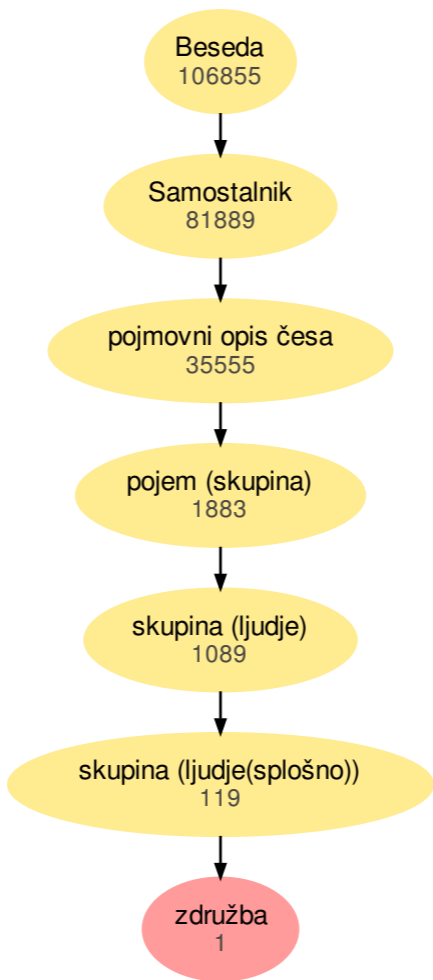 Beseda
106855
Samostalnik
81889
pojmovni opis česa
35555
pojem (skupina)
1883
skupina (ljudje)
1089
skupina (ljudje(splošno))
119
združba
1